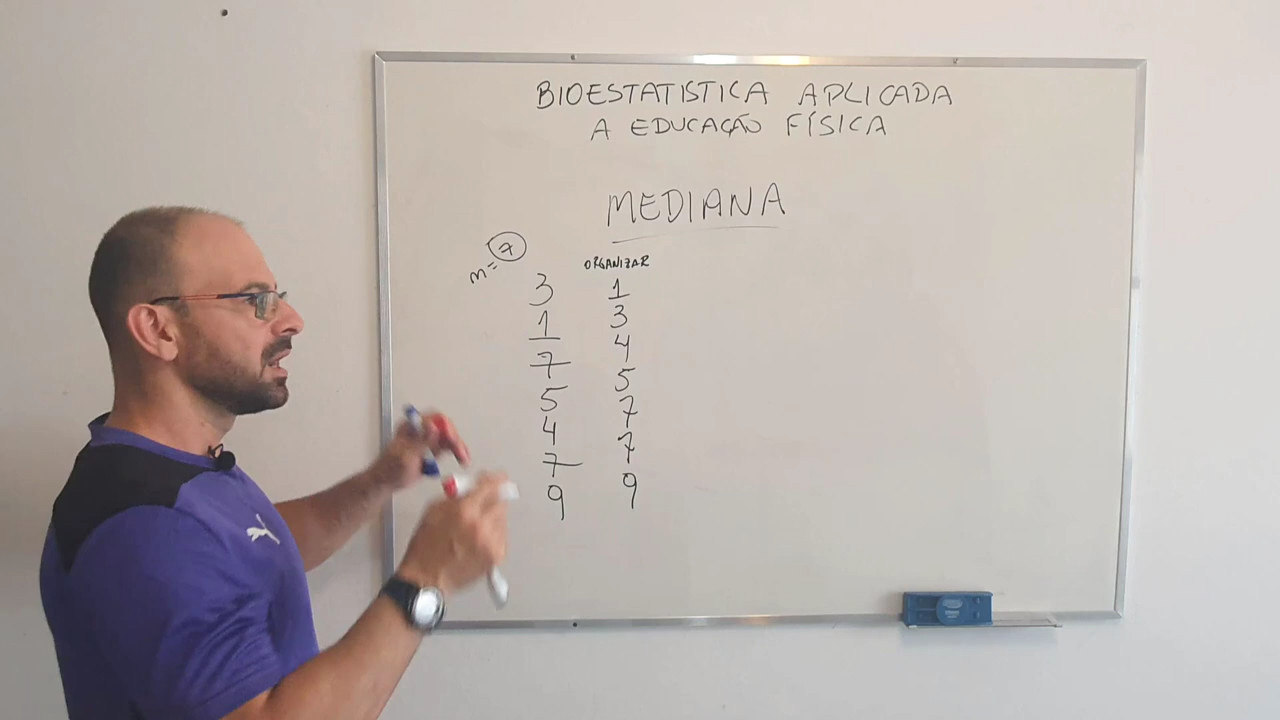 BIOESTATISTICA APLICADA
A EDUCAÇÃO FÍSICA
MEDIANA
m= 7
ORGANIZAR
3 1
1 3
7 4
5 5
4 7
7 7
9 9